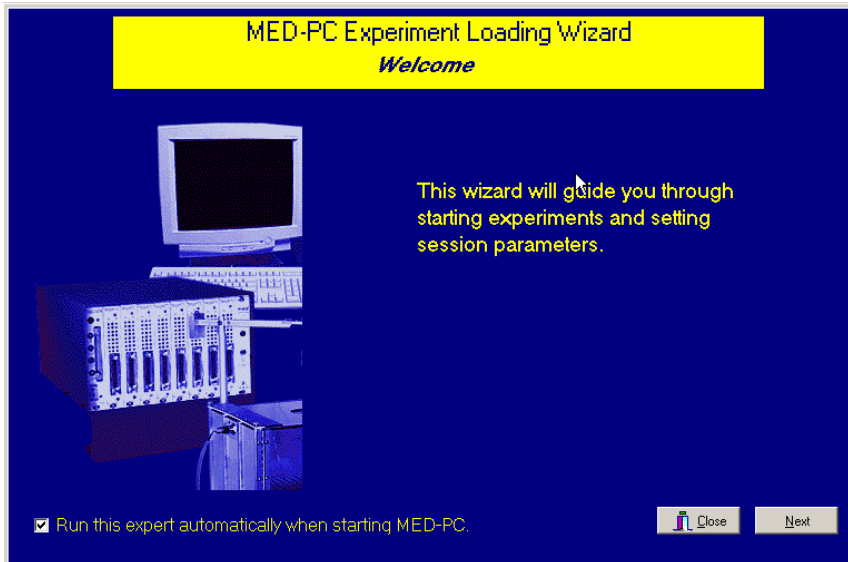 MED-PC Experiment Loading Wizard
Welcome
This wizard will guide you through
starting experiments and setting
session parameters.
Run this expert automatically when starting MED-PC.
Close
Next